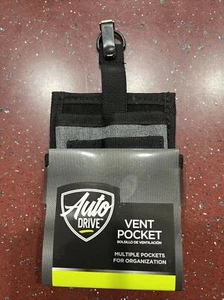 Auto
DRIVE
VENT
POCKET
BOLSILLO DE VENTILACIÓN
MULTIPLE POCKETS
FOR ORGANIZATION